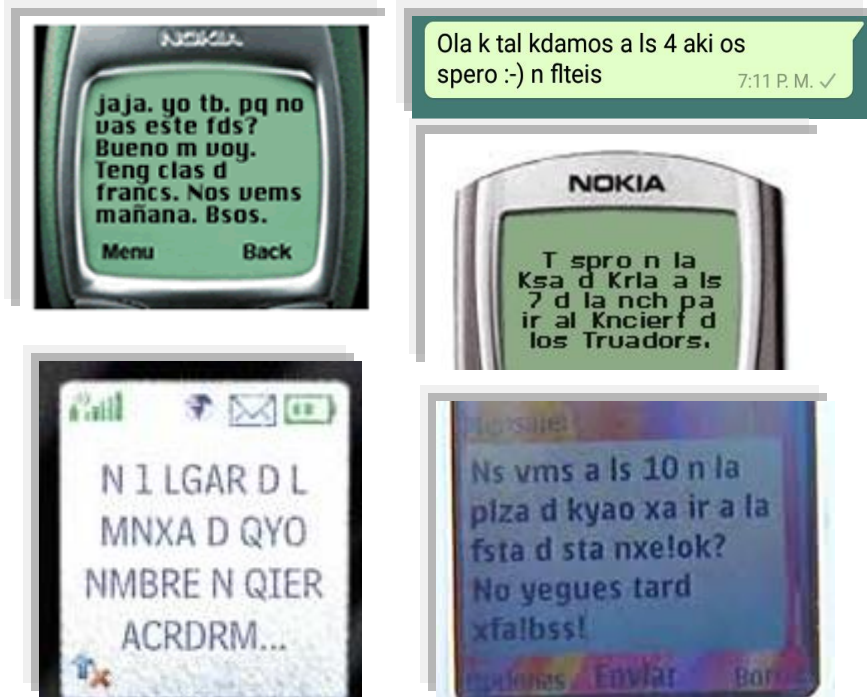 NOKIA
jaja. yo tb. pq no
vas este fds?
Bueno m voy.
Teng clas d
francs. Nos vems
mañana. Bsos.
Menu Back
Ola k tal kdamos a ls 4 aki os
spero :-) n flteis
7:11 P. M.
NOKIA
T spro n la
Ksa d Krla a ls
7 d la nch pa
ir al Knciert d
los Truadors.
N 1 LGAR D L
MNXA D QYO
NMBRE N QIER
ACRDRM...
Mensaje
Ns vms a ls 10 n la
plza d kyao xa ir a la
fsta d sta nxe!ok?
No yegues tard
xfa!bss!
Opciones Enviar